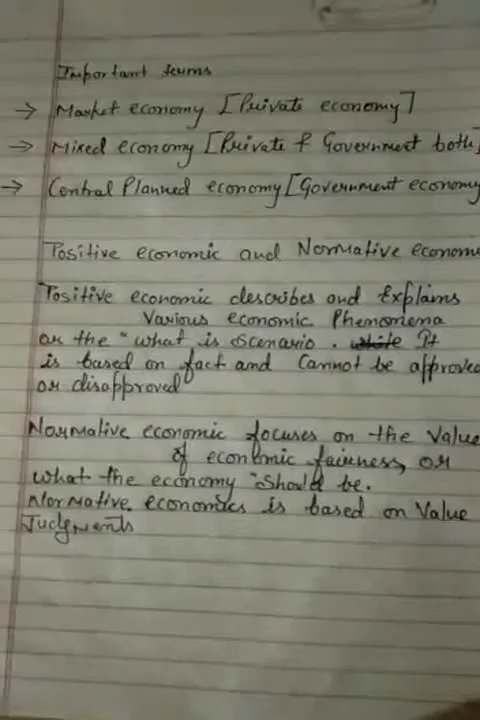 Important terms
→ Market economy [Private economy]
→ Mixed economy [Private & Government both]
→ Central Planned economy [Government economy
Positive economic and Normative econom
Positive economic describes and Explains
Various economic Phenomena
or the "what is scenario. It
is based on fact and Cannot be approved
or disapproved
Normative economic focuses on the Value
of economic fairness, or
what the economy "Should be.
Normative economics is based on Value
Judgments